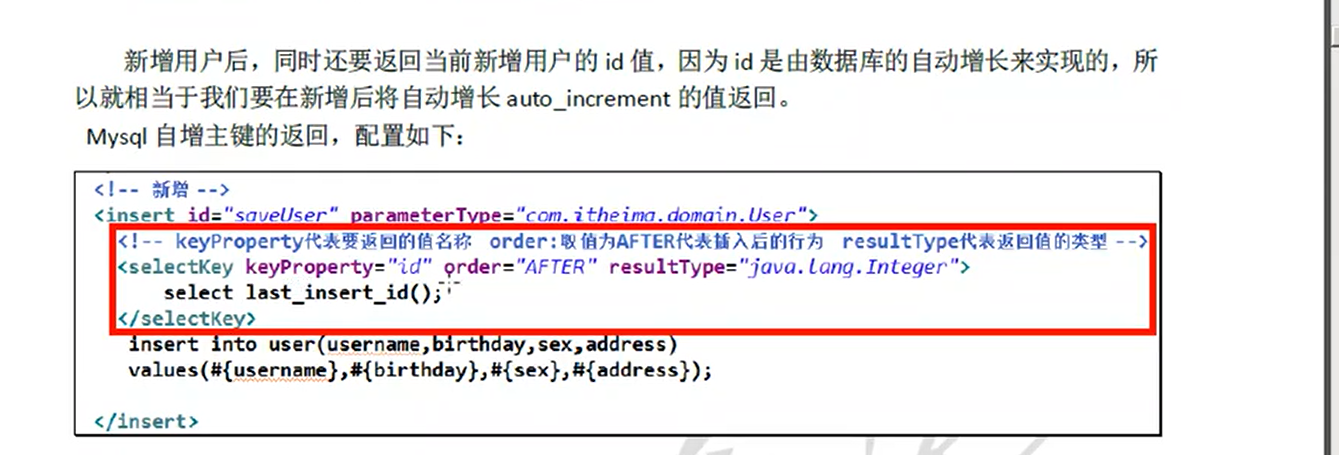 新增用户后，同时还要返回当前新增用户的 id 值，因为 id 是由数据库的自动增长来实现的，所
以就相当于我们要在新增后将自动增长 auto_increment 的值返回。
Mysql 自增主键的返回，配置如下：
<!-- 新增 -->
<insert id="saveUser" parameterType="com.itheima.domain.User">
<!-- keyProperty代表要返回的值名称 order:取值为AFTER代表插入后的行为 resultType代表返回值的类型 -->
<selectKey keyProperty="id" order="AFTER" resultType="java.lang.Integer">
select last_insert_id();
</selectKey>
insert into user(username,birthday,sex,address)
values(#{username},#{birthday},#{sex},#{address});
</insert>